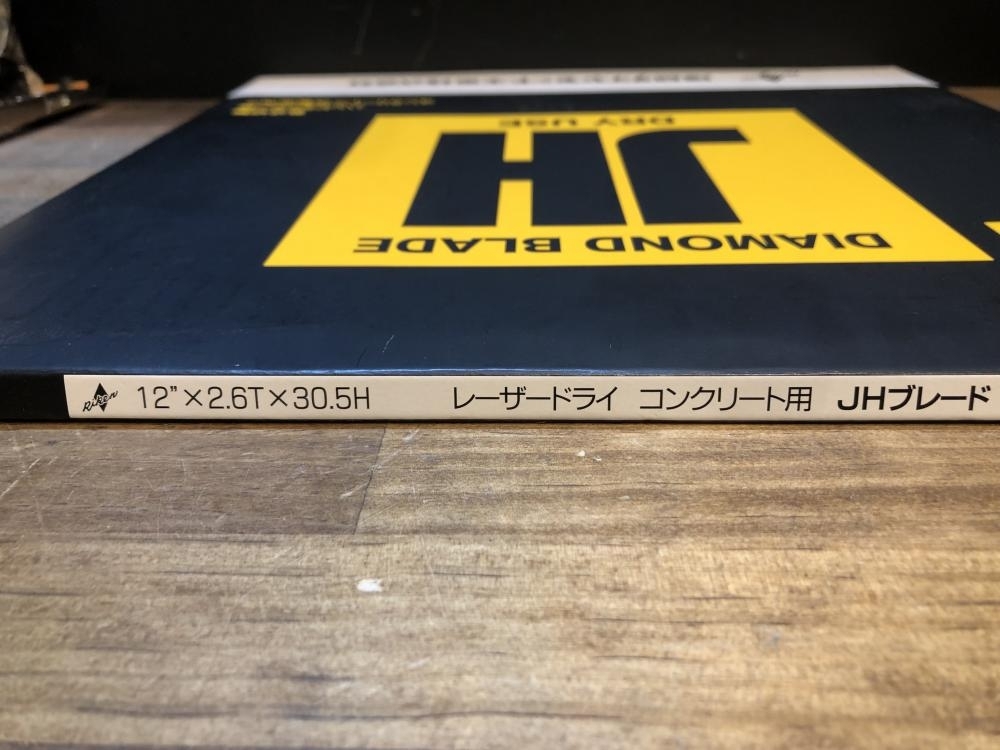 DRY USE
JH
DIAMOND BLADE
Riken 12"×2.6T×30.5H レーザードライ コンクリート用 JHブレード